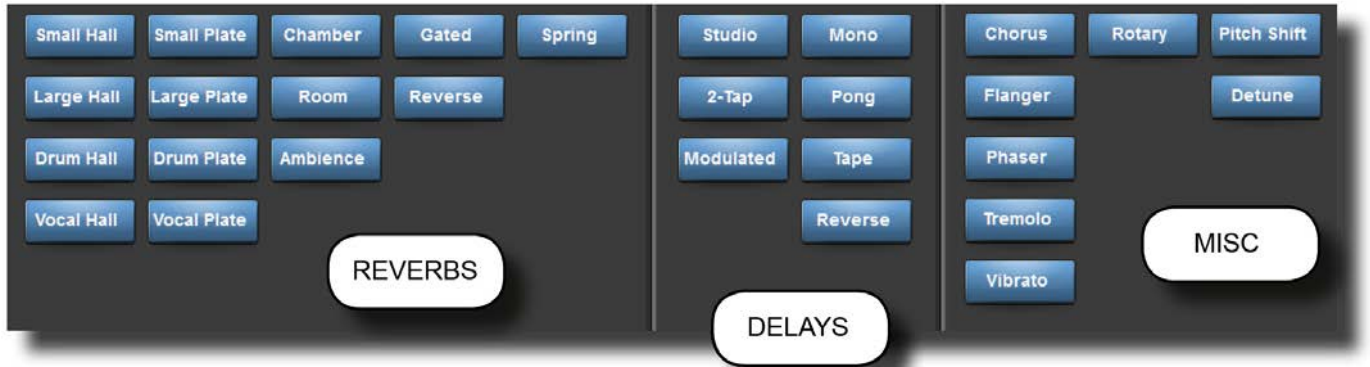 Small Hall Small Plate Chamber Gated Spring
Large Hall Large Plate Room Reverse
Drum Hall Drum Plate Ambience
Vocal Hall Vocal Plate
REVERBS
Studio Mono
2-Tap Pong
Modulated Tape
Reverse
DELAYS
Chorus Rotary Pitch Shift
Flanger Detune
Phaser
Tremolo
Vibrato
MISC